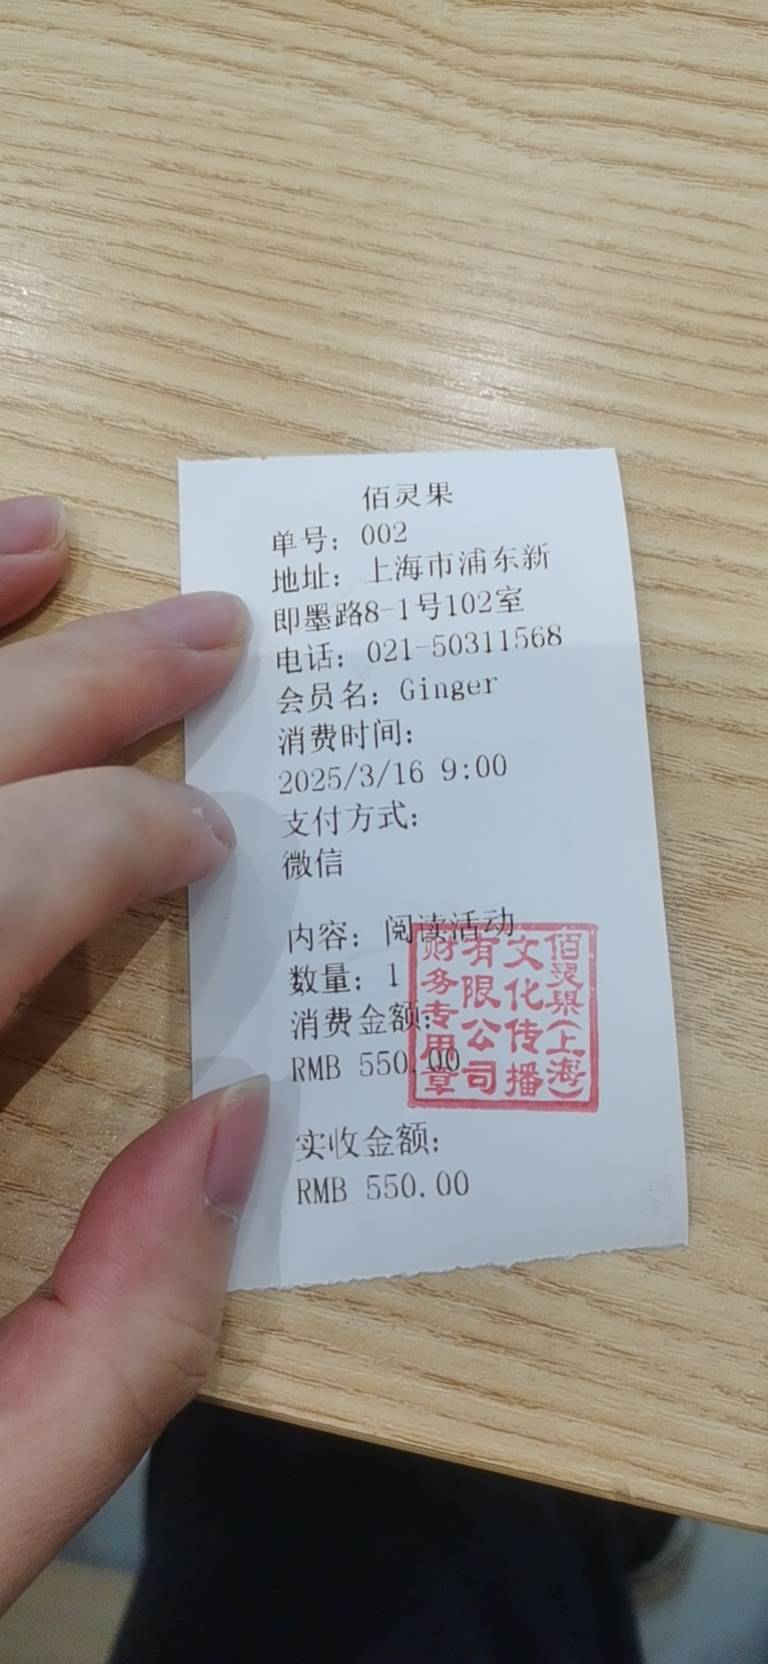 佰灵果
单号：002
地址：上海市浦东新
即墨路8-1号102室
电话：021-50311568
会员名：Ginger
消费时间：
2025/3/16 9:00
支付方式：
微信
内容：阅读活动
数量：1
消费金额：
RMB 550.00
实收金额：
RMB 550.00
佰灵果(上海)
文化传播
有限公司
财务专用章